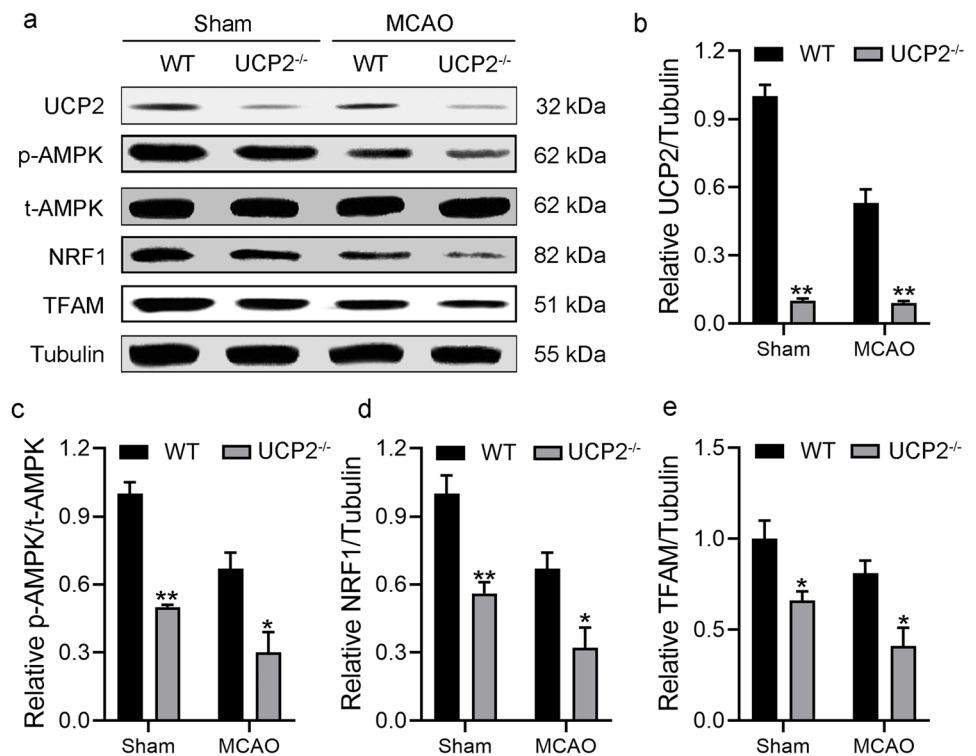 a
Sham MCAO
WT UCP2-/- WT UCP2-/-
UCP2 32 kDa
p-AMPK 62 kDa
t-AMPK 62 kDa
NRF1 82 kDa
TFAM 51 kDa
Tubulin 55 kDa
b
WT UCP2-/-
Relative UCP2/Tubulin
1.2
0.9
0.6
0.3
0.0
** **
Sham MCAO
c
WT UCP2-/-
Relative p-AMPK/t-AMPK
1.2
0.9
0.6
0.3
0.0
** *
Sham MCAO
d
WT UCP2-/-
Relative NRF1/Tubulin
1.2
0.9
0.6
0.3
0.0
** *
Sham MCAO
e
WT UCP2-/-
Relative TFAM/Tubulin
1.5
1.0
0.5
0.0
* *
Sham MCAO